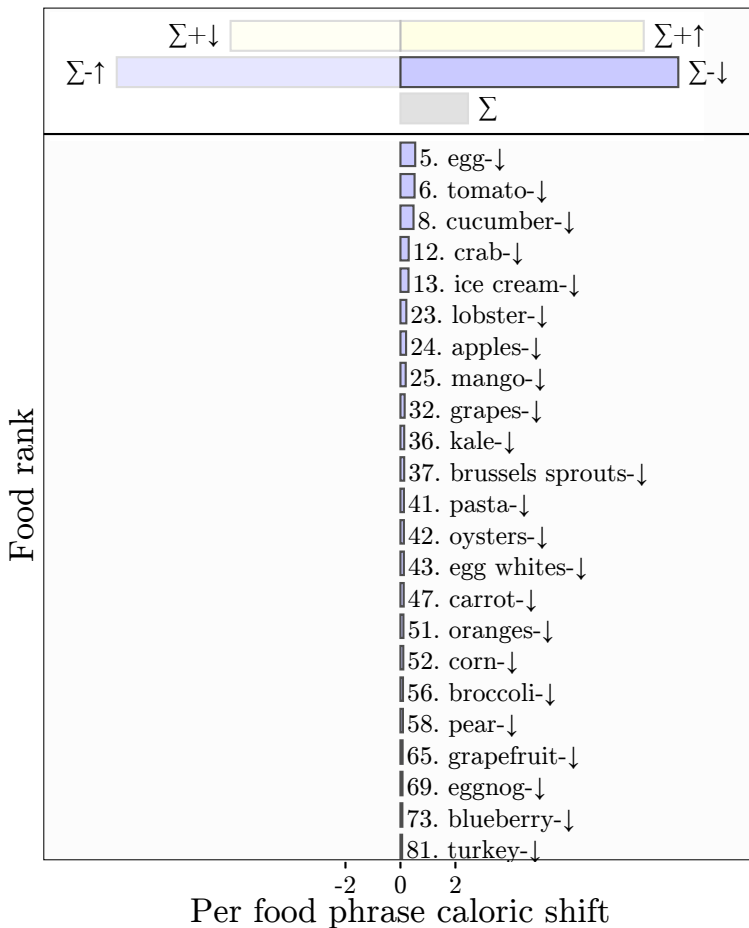 Σ+↓ Σ+↑
Σ-↑ Σ-↓
Σ
5. egg-↓
6. tomato-↓
8. cucumber-↓
12. crab-↓
13. ice cream-↓
23. lobster-↓
24. apples-↓
25. mango-↓
32. grapes-↓
36. kale-↓
37. brussels sprouts-↓
41. pasta-↓
42. oysters-↓
43. egg whites-↓
47. carrot-↓
51. oranges-↓
52. corn-↓
56. broccoli-↓
58. pear-↓
65. grapefruit-↓
69. eggnog-↓
73. blueberry-↓
81. turkey-↓
Food rank
-2 0 2
Per food phrase caloric shift